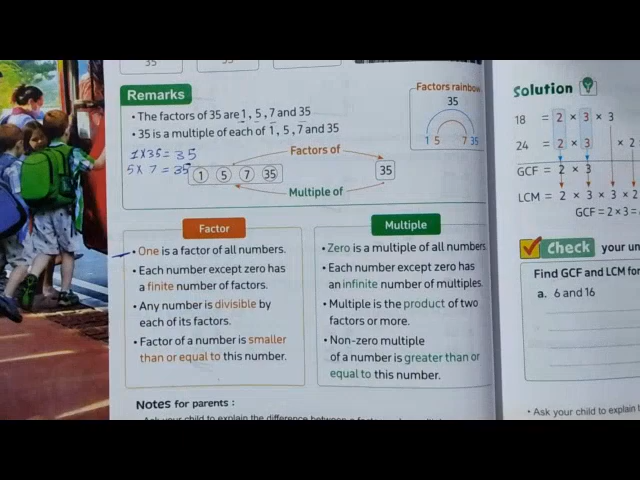 35
Remarks
• The factors of 35 are 1, 5, 7 and 35
• 35 is a multiple of each of 1, 5, 7 and 35
1 x 35 = 35
5 x 7 = 35
Factors of
1 5 7 35
35
Multiple of
Factors rainbow
35
1 5 7 35
Factor
• One is a factor of all numbers.
• Each number except zero has
a finite number of factors.
• Any number is divisible by
each of its factors.
• Factor of a number is smaller
than or equal to this number.
Multiple
• Zero is a multiple of all numbers
• Each number except zero has
an infinite number of multiples.
• Multiple is the product of two
factors or more.
• Non-zero multiple
of a number is greater than or
equal to this number.
Notes for parents :
Solution
18 = 2 × 3 × 3
24 = 2 × 3 × 2
GCF = 2 × 3
LCM = 2 × 3 × 3 × 2
GCF = 2 × 3 =
Check your un
Find GCF and LCM for
a. 6 and 16
• Ask your child to explain